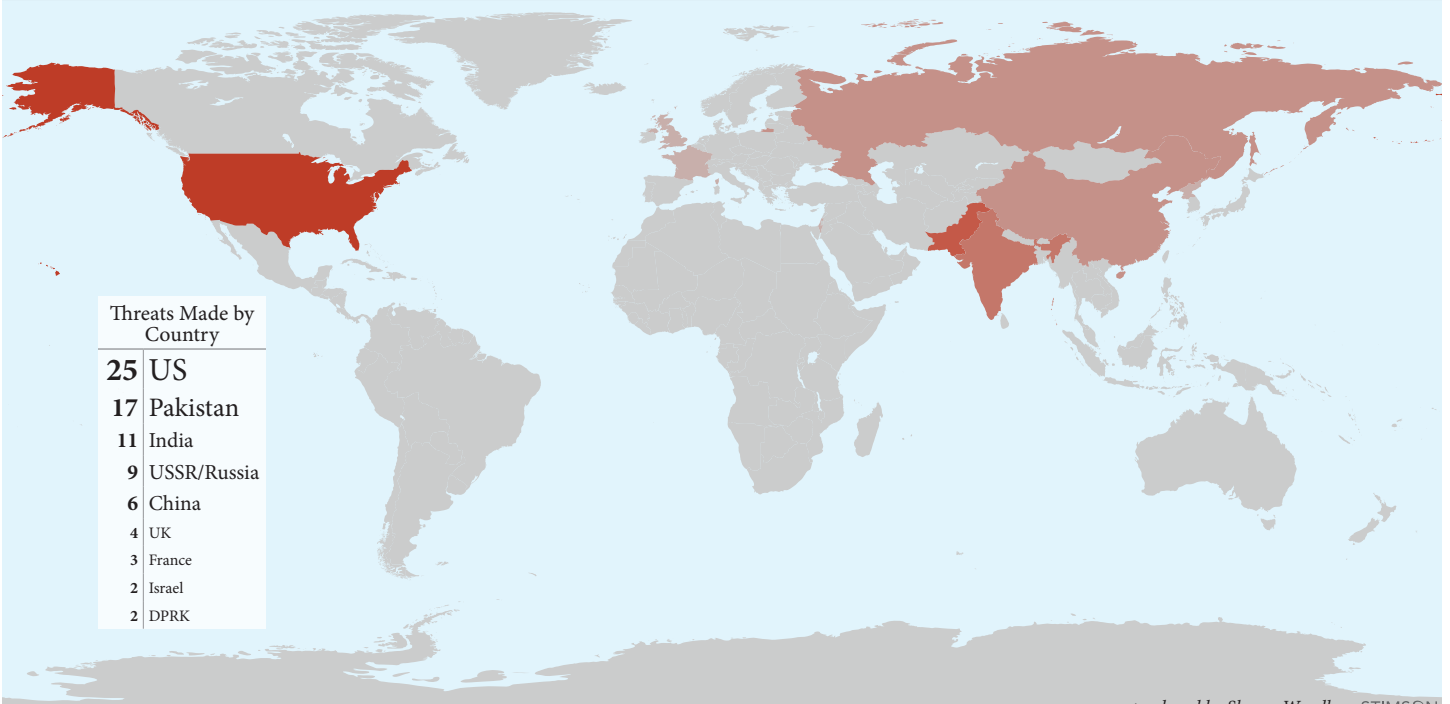 Threats Made by
Country
25 US
17 Pakistan
11 India
9 USSR/Russia
6 China
4 UK
3 France
2 Israel
2 DPRK
STIMSON